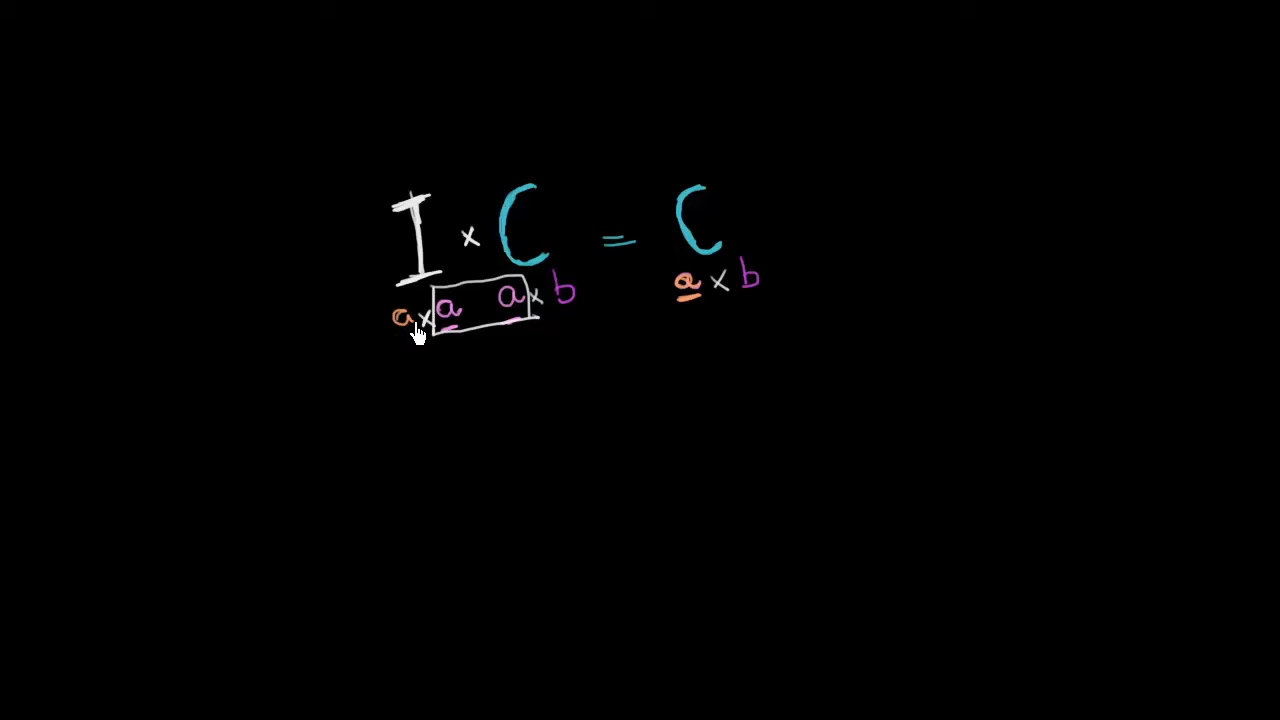 I × C = C
a × a a × b a × b